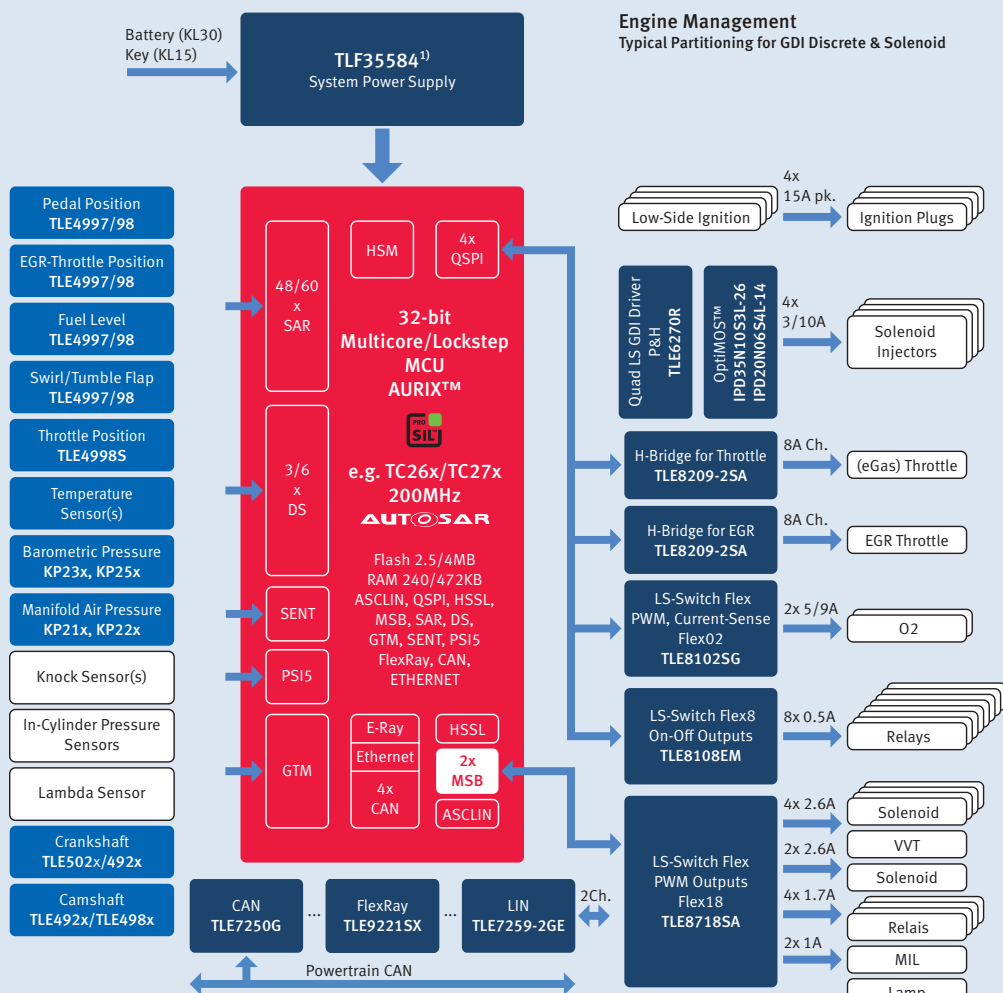 Engine Management
Typical Partitioning for GDI Discrete & Solenoid
Battery (KL30)
Key (KL15)
TLF35584¹⁾
System Power Supply
Pedal Position
TLE4997/98
EGR-Throttle Position
TLE4997/98
Fuel Level
TLE4997/98
Swirl/Tumble Flap
TLE4997/98
Throttle Position
TLE4998S
Temperature
Sensor(s)
Barometric Pressure
KP23x, KP25x
Manifold Air Pressure
KP21x, KP22x
Knock Sensor(s)
In-Cylinder Pressure
Sensors
Lambda Sensor
Crankshaft
TLE502x/492x
Camshaft
TLE492x/TLE498x
48/60
x
SAR
3/6
x
DS
SENT
PSI5
GTM
HSM
4x
QSPI
32-bit
Multicore/Lockstep
MCU
AURIX™
PRO
SIL
e.g. TC26x/TC27x
200MHz
AUTOSAR
Flash 2.5/4MB
RAM 240/472KB
ASCLIN, QSPI, HSSL,
MSB, SAR, DS,
GTM, SENT, PSI5
FlexRay, CAN,
ETHERNET
E-Ray
Ethernet
4x
CAN
HSSL
2x
MSB
ASCLIN
CAN
TLE7250G
...
FlexRay
TLE9221SX
...
LIN
TLE7259-2GE
2Ch.
Powertrain CAN
Low-Side Ignition
4x
15A pk.
Ignition Plugs
Quad LS GDI Driver
P&H
TLE6270R
OptiMOS™
IPD35N10S3L-26
IPD20N06S4L-14
4x
3/10A
Solenoid
Injectors
H-Bridge for Throttle
TLE8209-2SA
8A Ch.
(eGas) Throttle
H-Bridge for EGR
TLE8209-2SA
8A Ch.
EGR Throttle
LS-Switch Flex
PWM, Current-Sense
Flex02
TLE8102SG
2x 5/9A
O2
LS-Switch Flex8
On-Off Outputs
TLE8108EM
8x 0.5A
Relays
LS-Switch Flex
PWM Outputs
Flex18
TLE8718SA
4x 2.6A
Solenoid
VVT
2x 2.6A
Solenoid
4x 1.7A
Relais
2x 1A
MIL
Lamp